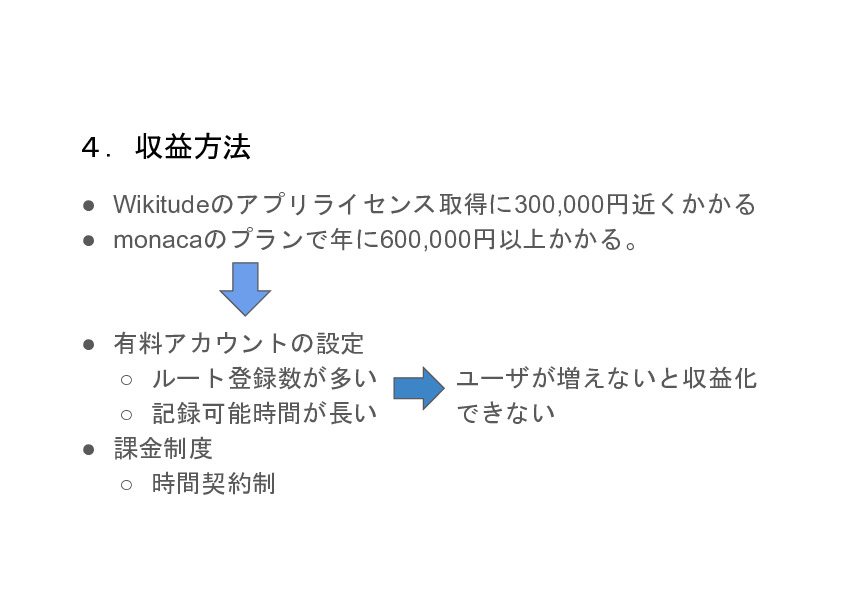 ４．収益方法
● Wikitudeのアプリライセンス取得に300,000円近くかかる
● monacaのプランで年に600,000円以上かかる。
● 有料アカウントの設定
○ ルート登録数が多い
○ 記録可能時間が長い
ユーザが増えないと収益化
できない
● 課金制度
○ 時間契約制